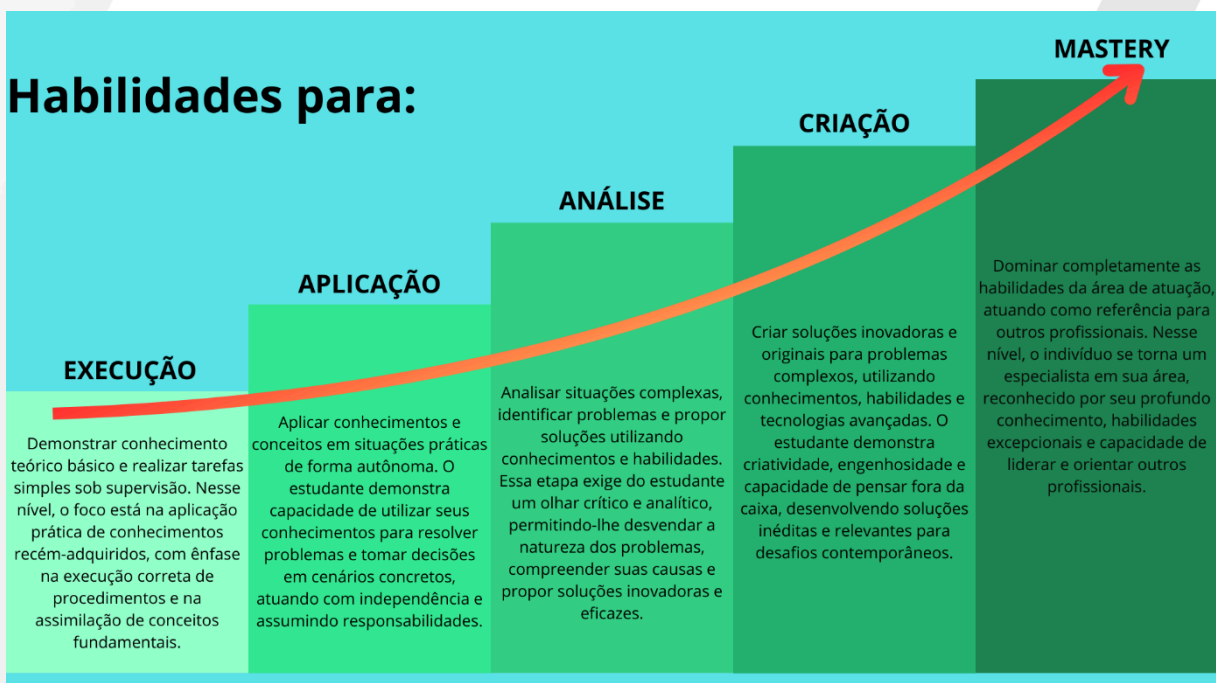 Habilidades para:
EXECUÇÃO
Demonstrar conhecimento
teórico básico e realizar tarefas
simples sob supervisão. Nesse
nível, o foco está na aplicação
prática de conhecimentos
recém-adquiridos, com ênfase
na execução correta de
procedimentos e na
assimilação de conceitos
fundamentais.
APLICAÇÃO
Aplicar conhecimentos e
conceitos em situações práticas
de forma autônoma. O
estudante demonstra
capacidade de utilizar seus
conhecimentos para resolver
problemas e tomar decisões
em cenários concretos,
atuando com independência e
assumindo responsabilidades.
ANÁLISE
Analisar situações complexas,
identificar problemas e propor
soluções utilizando
conhecimentos e habilidades.
Essa etapa exige do estudante
um olhar crítico e analítico,
permitindo-lhe desvendar a
natureza dos problemas,
compreender suas causas e
propor soluções inovadoras e
eficazes.
CRIAÇÃO
Criar soluções inovadoras e
originais para problemas
complexos, utilizando
conhecimentos, habilidades e
tecnologias avançadas. O
estudante demonstra
criatividade, engenhosidade e
capacidade de pensar fora da
caixa, desenvolvendo soluções
inéditas e relevantes para
desafios contemporâneos.
MASTERY
Dominar completamente as
habilidades da área de atuação,
atuando como referência para
outros profissionais. Nesse
nível, o indivíduo se torna um
especialista em sua área,
reconhecido por seu profundo
conhecimento, habilidades
excepcionais e capacidade de
liderar e orientar outros
profissionais.